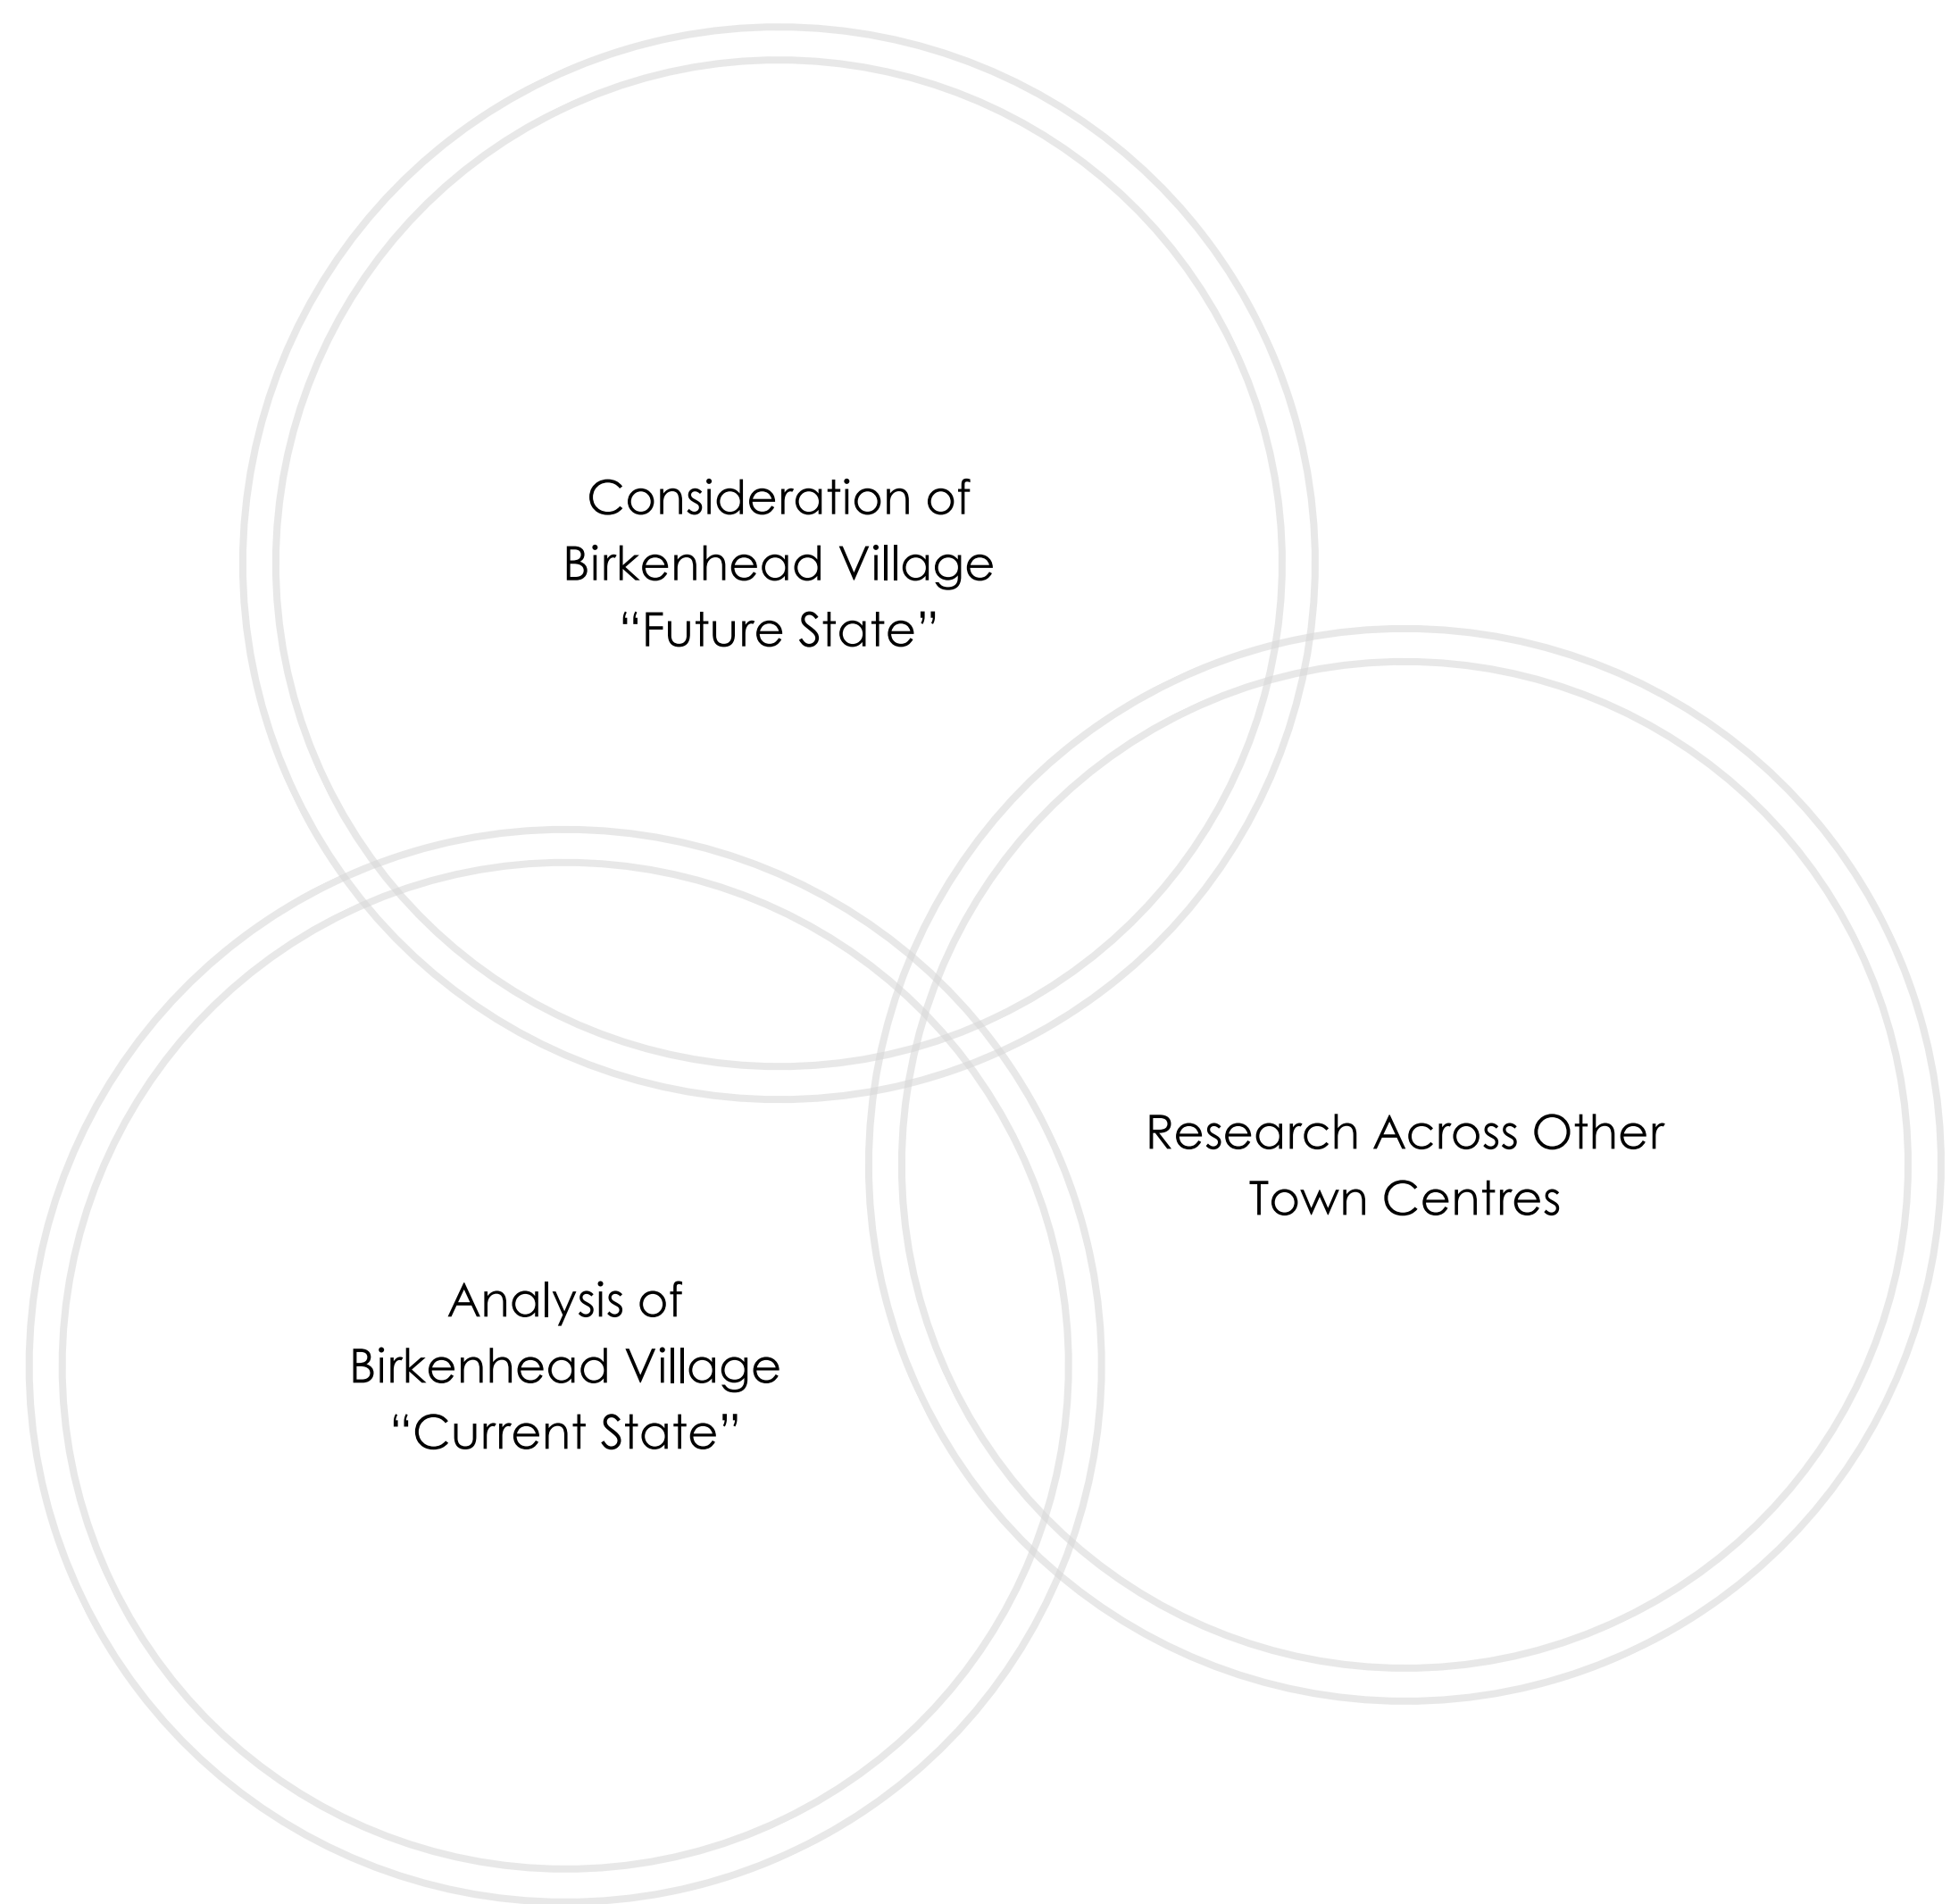 Consideration of
Birkenhead Village
“Future State”
Research Across Other
Town Centres
Analysis of
Birkenhead Village
“Current State”